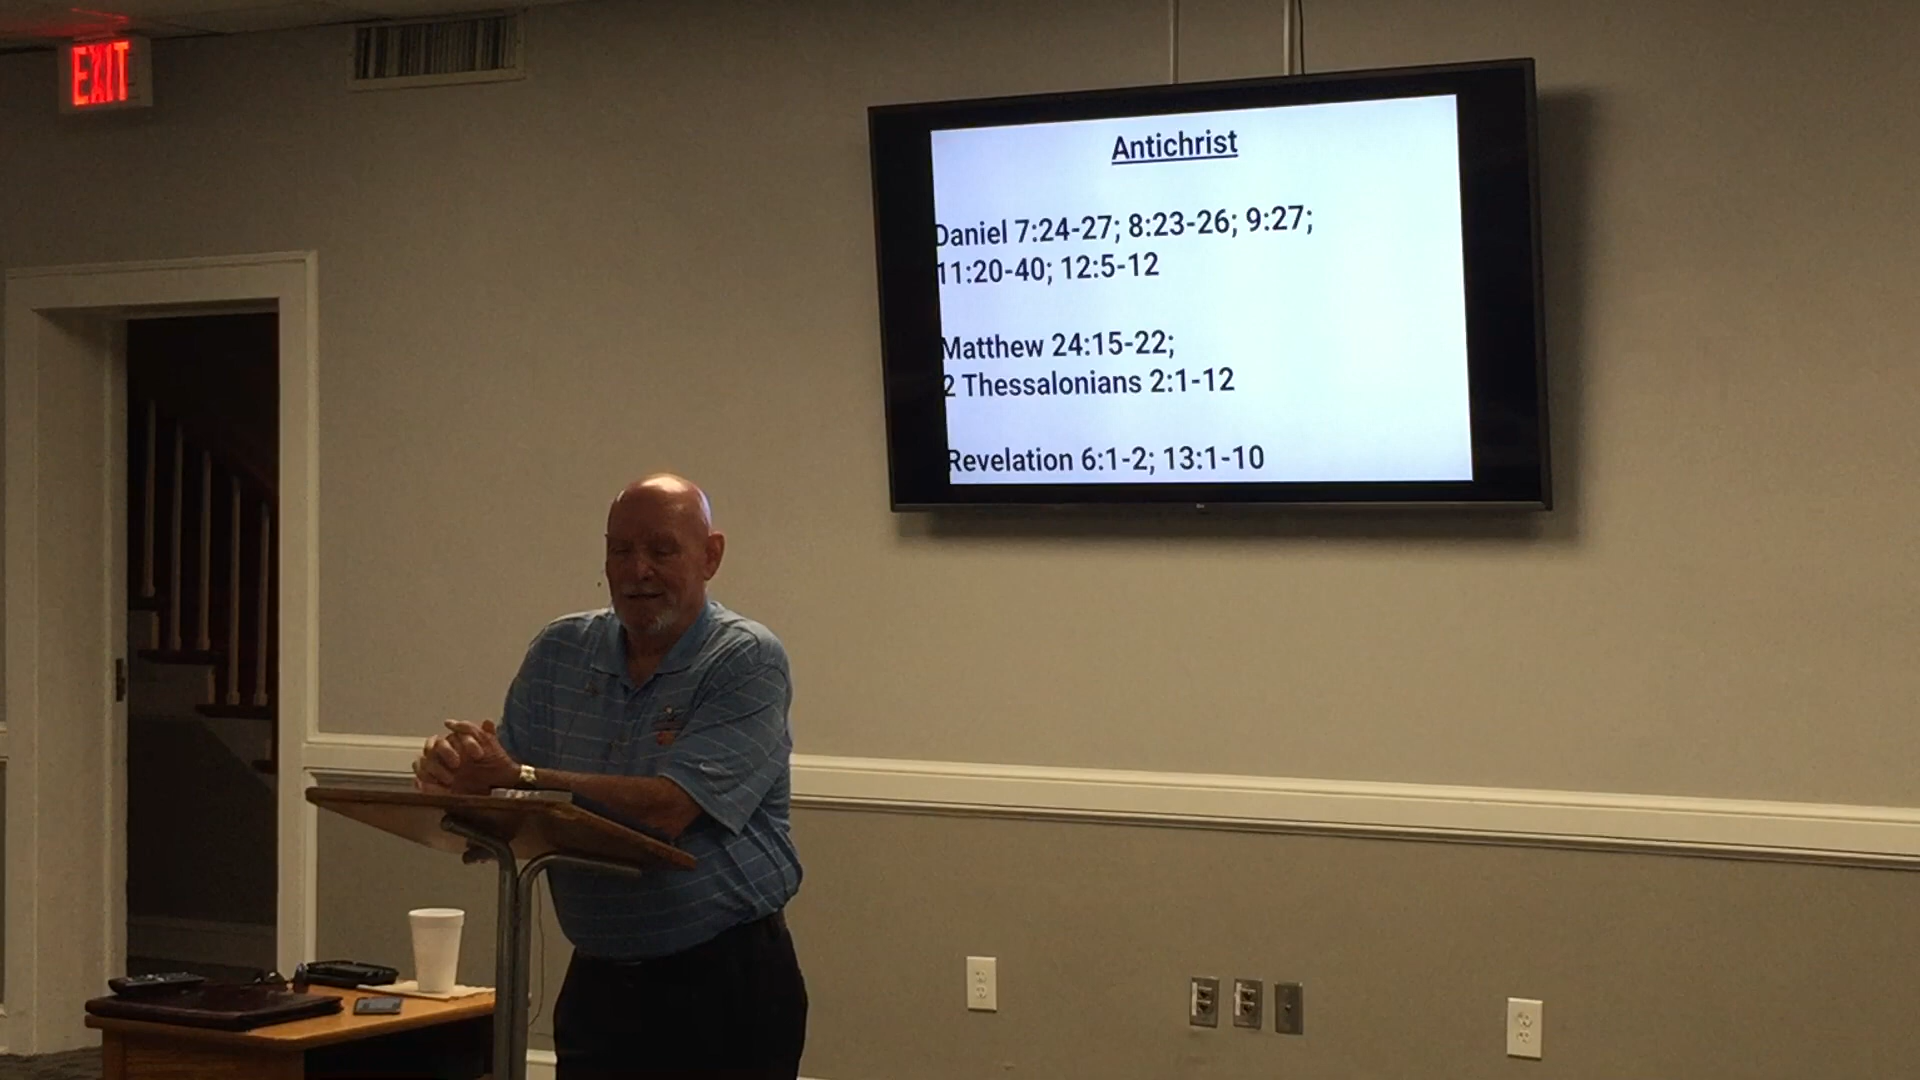 EXIT
Antichrist
Daniel 7:24-27; 8:23-26; 9:27;
11:20-40; 12:5-12
Matthew 24:15-22;
2 Thessalonians 2:1-12
Revelation 6:1-2; 13:1-10